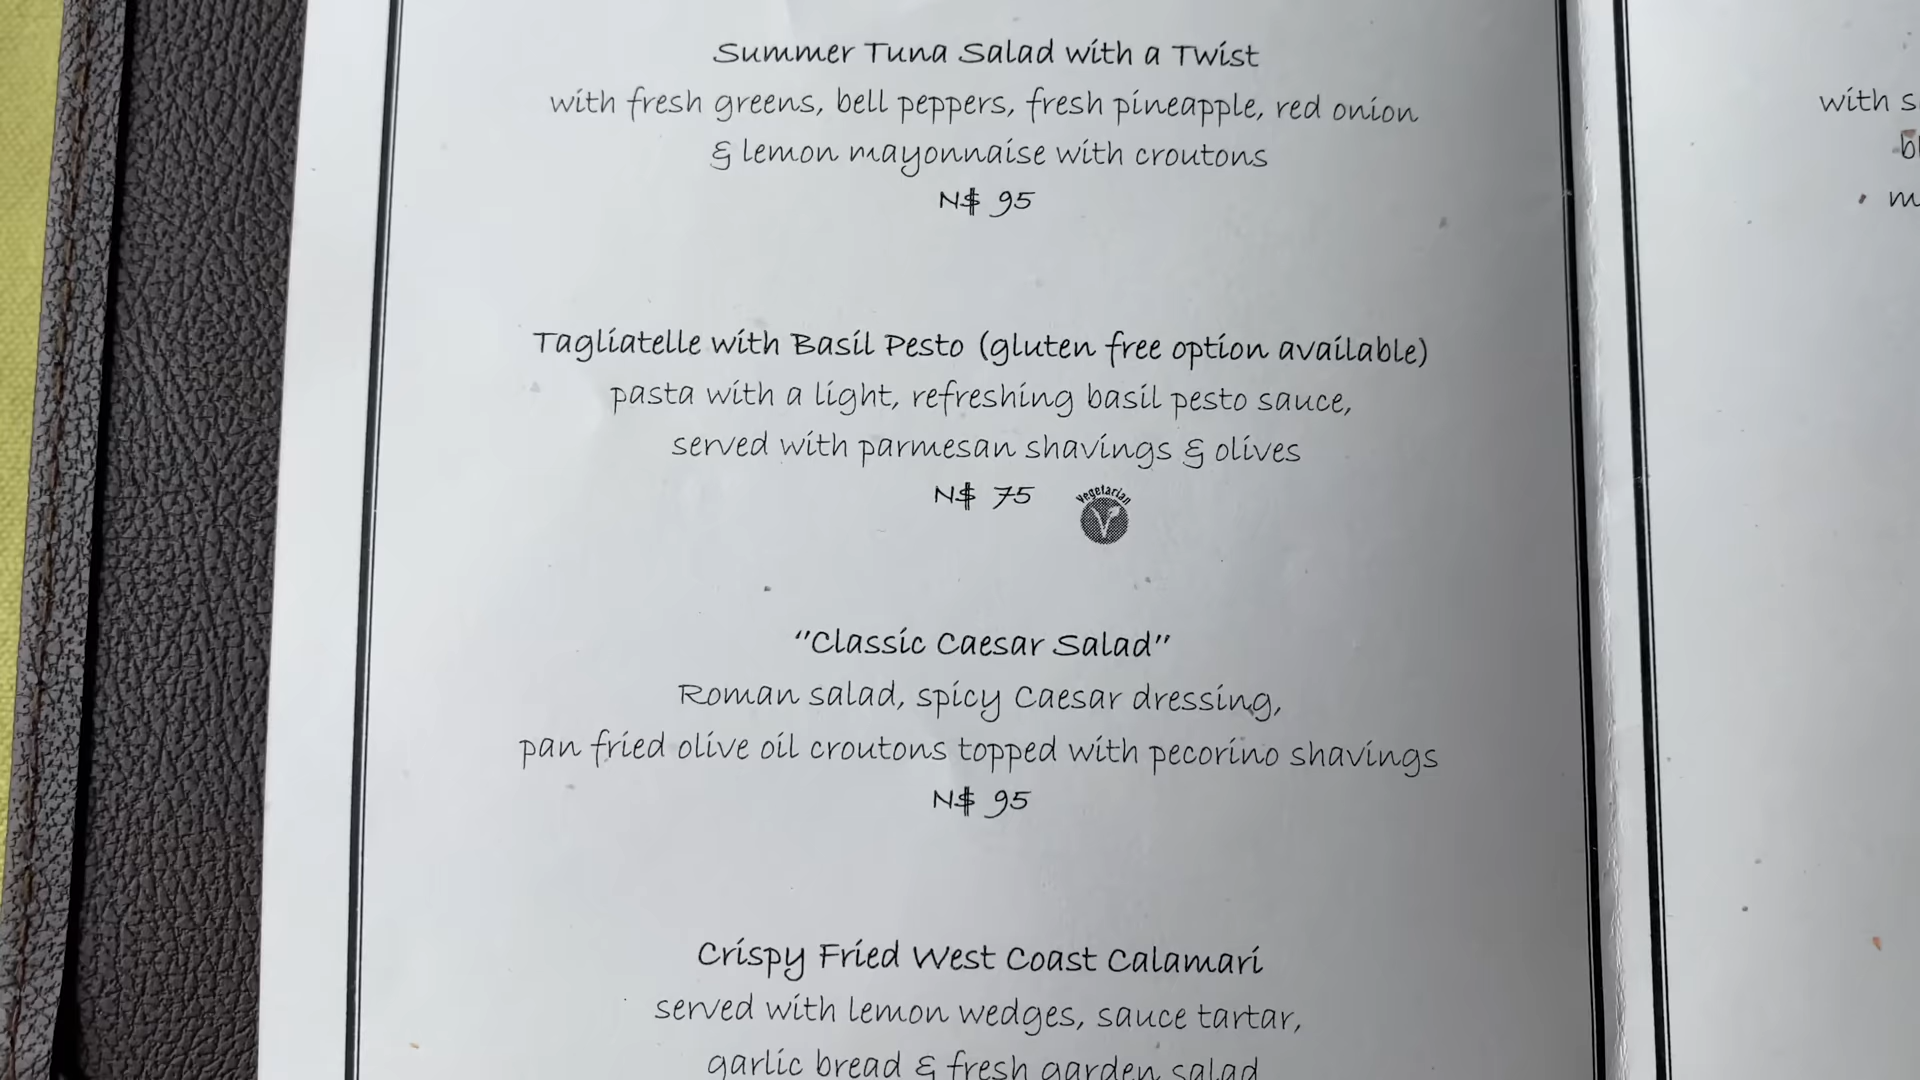 Summer Tuna Salad with a Twist
with fresh greens, bell peppers, fresh pineapple, red onion
& lemon mayonnaise with croutons
N$ 95
Tagliatelle with Basil Pesto (gluten free option available)
pasta with a light, refreshing basil pesto sauce,
served with parmesan shavings & olives
N$ 75
Vegetarian
V
"Classic Caesar Salad"
Roman salad, spicy Caesar dressing,
pan fried olive oil croutons topped with pecorino shavings
N$ 95
Crispy Fried West Coast Calamari
served with lemon wedges, sauce tartar,
garlic bread & fresh garden salad
with